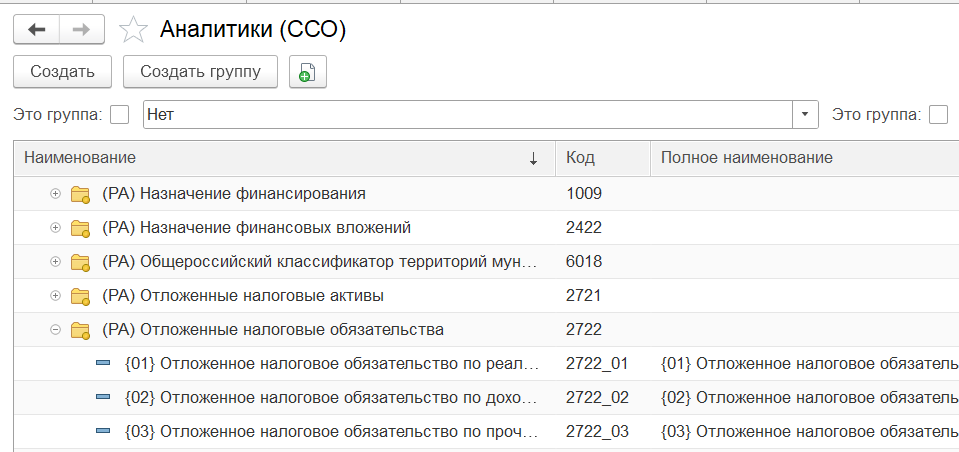 Аналитики (ССО)
Создать Создать группу
Это группа: Нет Это группа:
Наименование ↓ Код Полное наименование
(РА) Назначение финансирования 1009
(РА) Назначение финансовых вложений 2422
(РА) Общероссийский классификатор территорий мун... 6018
(РА) Отложенные налоговые активы 2721
(РА) Отложенные налоговые обязательства 2722
{01} Отложенное налоговое обязательство по реал... 2722_01 {01} Отложенное налоговое обязатель
{02} Отложенное налоговое обязательство по дохо... 2722_02 {02} Отложенное налоговое обязатель
{03} Отложенное налоговое обязательство по проч... 2722_03 {03} Отложенное налоговое обязатель